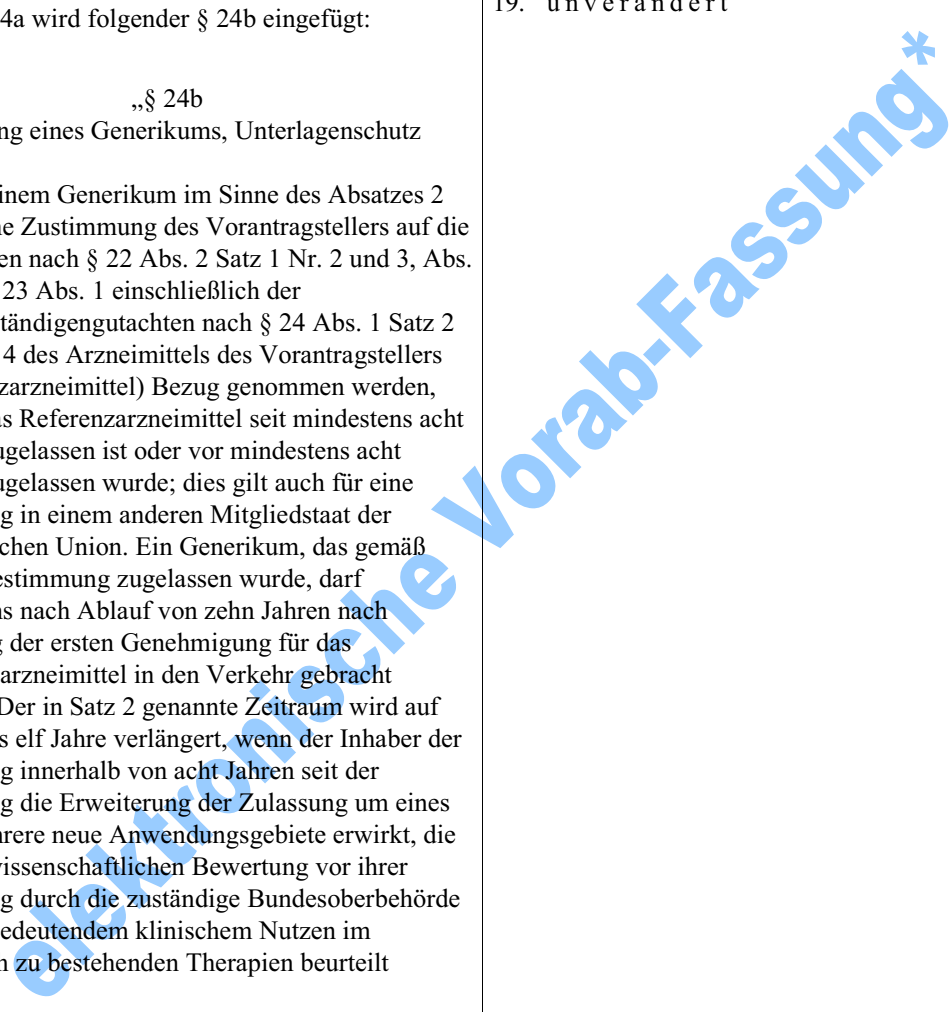 4a wird folgender § 24b eingefügt:
19. u n v e r ä n d e r t
„§ 24b
ng eines Generikums, Unterlagenschutz
inem Generikum im Sinne des Absatzes 2
ne Zustimmung des Vorantragstellers auf die
en nach § 22 Abs. 2 Satz 1 Nr. 2 und 3, Abs.
23 Abs. 1 einschließlich der
tändigengutachten nach § 24 Abs. 1 Satz 2
4 des Arzneimittels des Vorantragstellers
zarzneimittel) Bezug genommen werden,
as Referenzarzneimittel seit mindestens acht
ugelassen ist oder vor mindestens acht
ugelassen wurde; dies gilt auch für eine
g in einem anderen Mitgliedstaat der
chen Union. Ein Generikum, das gemäß
estimmung zugelassen wurde, darf
ns nach Ablauf von zehn Jahren nach
g der ersten Genehmigung für das
arzneimittel in den Verkehr gebracht
Der in Satz 2 genannte Zeitraum wird auf
s elf Jahre verlängert, wenn der Inhaber der
g innerhalb von acht Jahren seit der
g die Erweiterung der Zulassung um eines
hrere neue Anwendungsgebiete erwirkt, die
wissenschaftlichen Bewertung vor ihrer
g durch die zuständige Bundesoberbehörde
edeutendem klinischem Nutzen im
h zu bestehenden Therapien beurteilt
elektronische Vorab-Fassung*